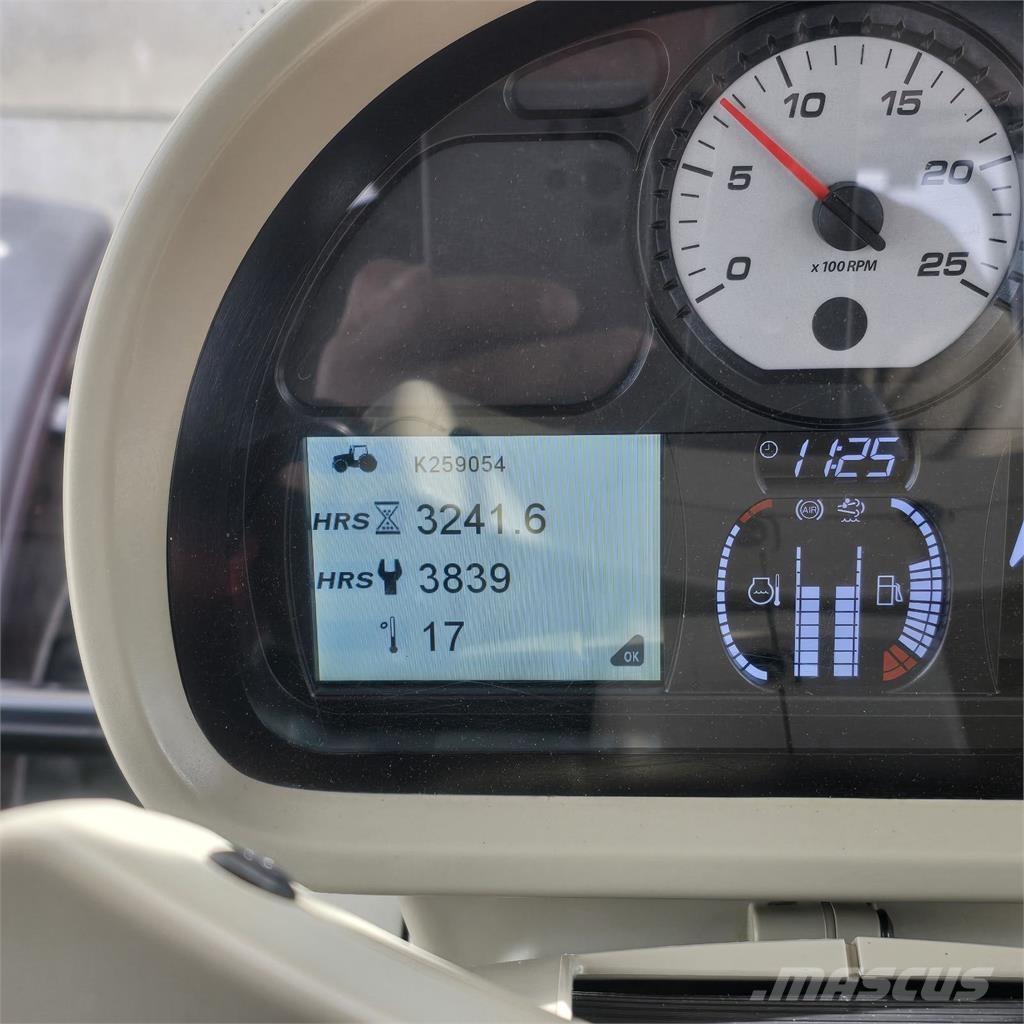 10 15
5 20
0 25
x 100 RPM
11:25
AIR
K259054
HRS 3241.6
HRS 3839
° 17
OK
MASCUS